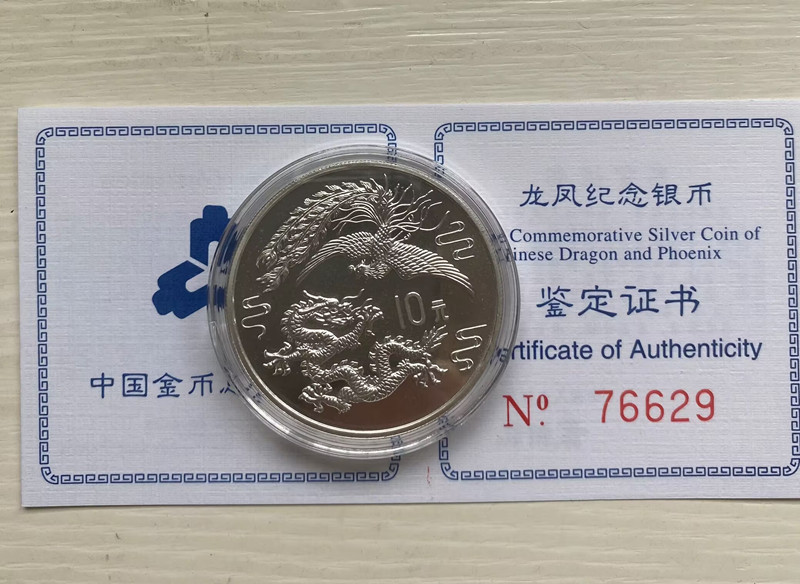 中国金币总
10元
龙凤纪念银币
Commemorative Silver Coin of
inese Dragon and Phoenix
鉴定证书
rtificate of Authenticity
Nº. 76629